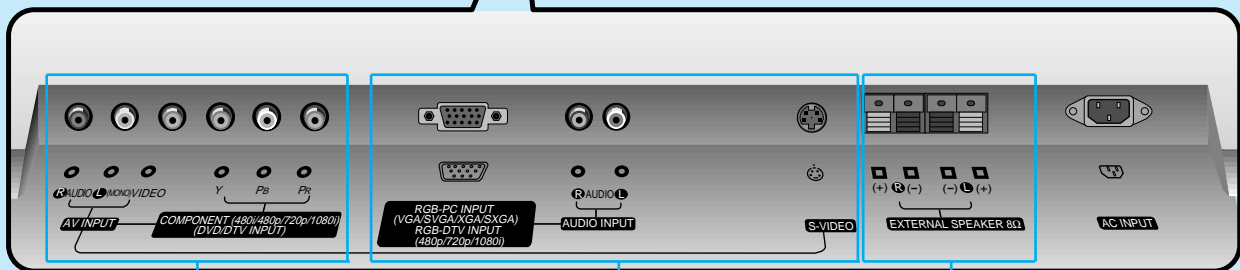 R AUDIO L (MONO) VIDEO
Y PB PR
AV INPUT
COMPONENT (480i/480p/720p/1080i)
(DVD/DTV INPUT)
RGB-PC INPUT
(VGA/SVGA/XGA/SXGA)
RGB-DTV INPUT
(480p/720p/1080i)
R AUDIO L
AUDIO INPUT
S-VIDEO
(+) R (-) (-) L (+)
EXTERNAL SPEAKER 8Ω
AC INPUT